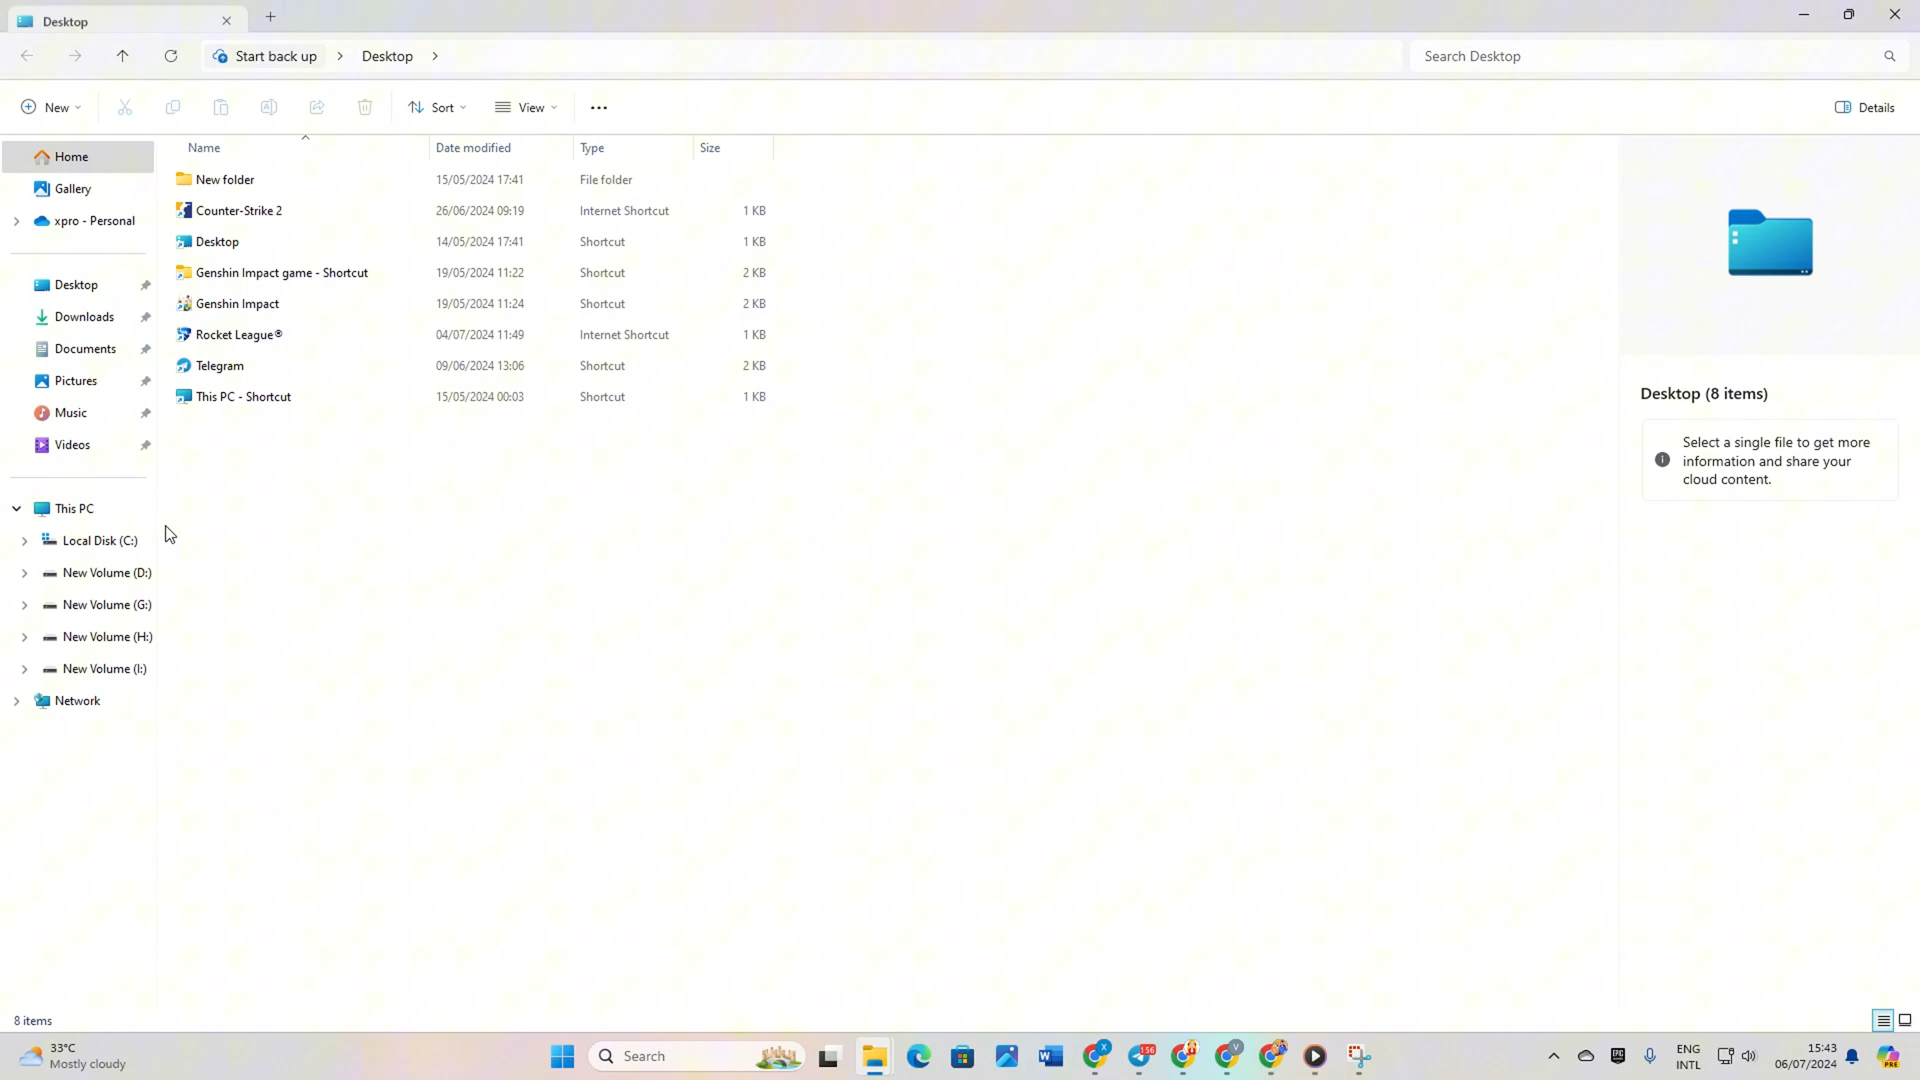 Desktop
Start back up > Desktop >
Search Desktop
New
Sort
View
Details
Name Date modified Type Size
Home
Gallery
xpro - Personal
Desktop
Downloads
Documents
Pictures
Music
Videos
This PC
Local Disk (C:)
New Volume (D:)
New Volume (G:)
New Volume (H:)
New Volume (I:)
Network
New folder 15/05/2024 17:41 File folder
Counter-Strike 2 26/06/2024 09:19 Internet Shortcut 1 KB
Desktop 14/05/2024 17:41 Shortcut 1 KB
Genshin Impact game - Shortcut 19/05/2024 11:22 Shortcut 2 KB
Genshin Impact 19/05/2024 11:24 Shortcut 2 KB
Rocket League® 04/07/2024 11:49 Internet Shortcut 1 KB
Telegram 09/06/2024 13:06 Shortcut 2 KB
This PC - Shortcut 15/05/2024 00:03 Shortcut 1 KB
Desktop (8 items)
Select a single file to get more
information and share your
cloud content.
8 items
33°C
Mostly cloudy
Search
W
X
156
V
EPIC
ENG
INTL
15:43
06/07/2024
PRE